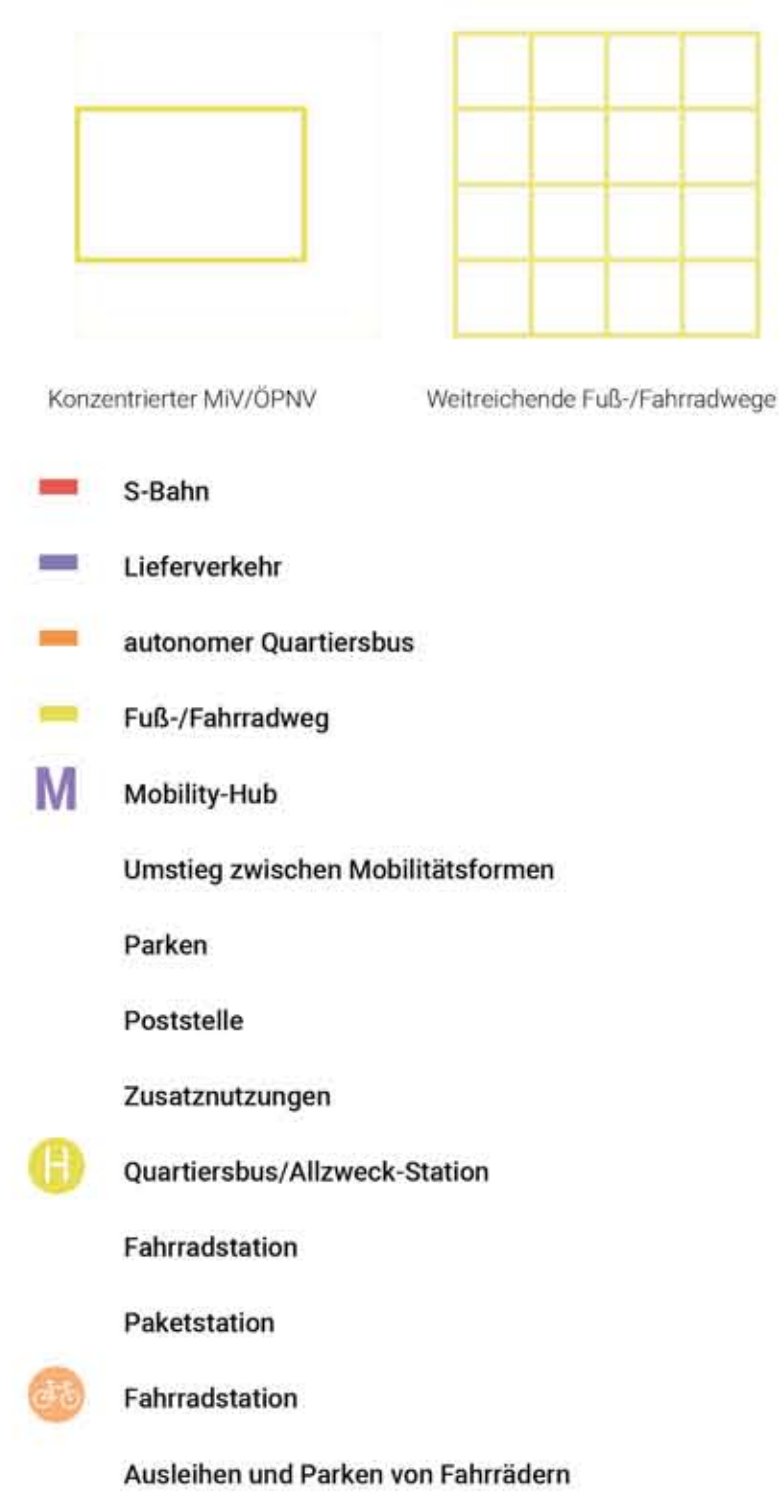 Konzentrierter MiV/ÖPNV
Weitreichende Fuß-/Fahrradwege
S-Bahn
Lieferverkehr
autonomer Quartiersbus
Fuß-/Fahrradweg
M Mobility-Hub
Umstieg zwischen Mobilitätsformen
Parken
Poststelle
Zusatznutzungen
H Quartiersbus/Allzweck-Station
Fahrradstation
Paketstation
Fahrradstation
Ausleihen und Parken von Fahrrädern